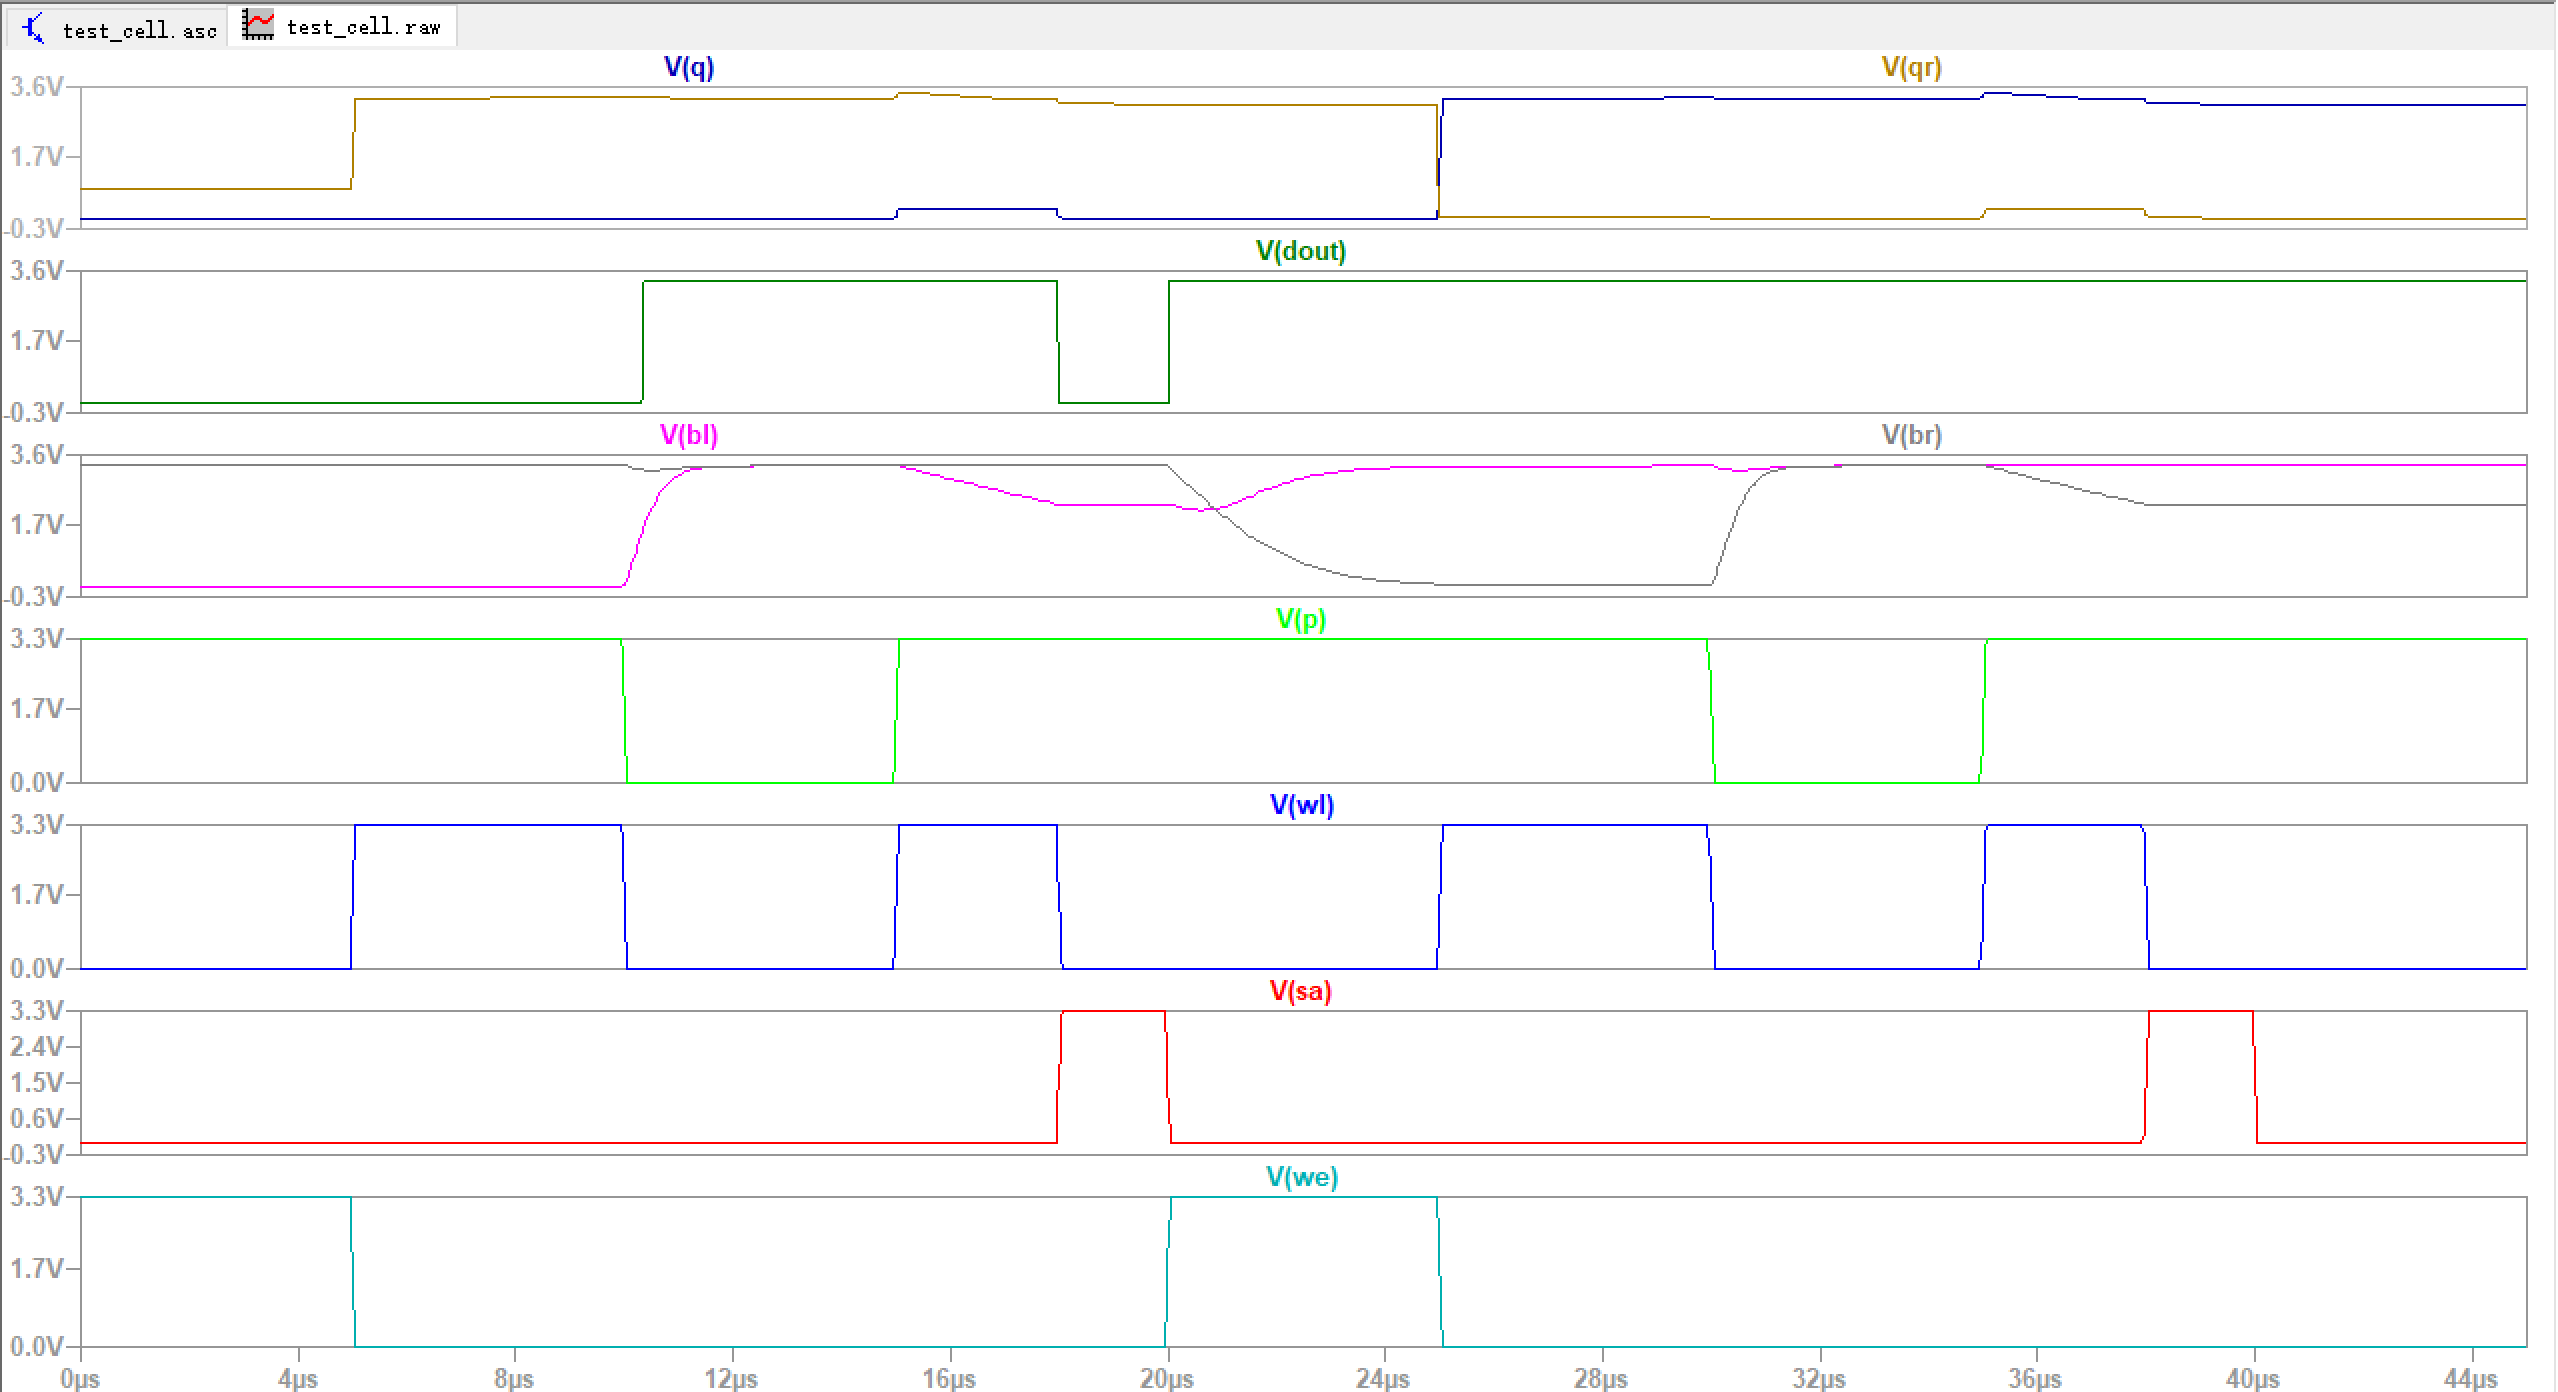 test_cell.asc test_cell.raw
V(q) V(qr)
3.6V
1.7V
-0.3V
V(dout)
3.6V
1.7V
-0.3V
V(bl) V(br)
3.6V
1.7V
-0.3V
V(p)
3.3V
1.7V
0.0V
V(wl)
3.3V
1.7V
0.0V
V(sa)
3.3V
2.4V
1.5V
0.6V
-0.3V
V(we)
3.3V
1.7V
0.0V
0µs 4µs 8µs 12µs 16µs 20µs 24µs 28µs 32µs 36µs 40µs 44µs